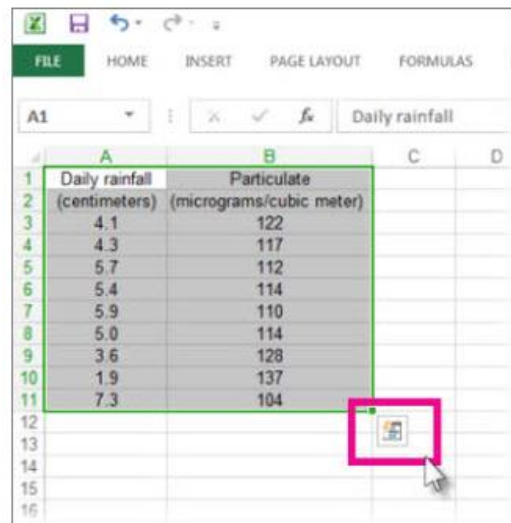 FILE HOME INSERT PAGE LAYOUT FORMULAS
A1 fx Daily rainfall
A B C D
1 Daily rainfall Particulate
2 (centimeters) (micrograms/cubic meter)
3 4.1 122
4 4.3 117
5 5.7 112
6 5.4 114
7 5.9 110
8 5.0 114
9 3.6 128
10 1.9 137
11 7.3 104
12
13
14
15
16